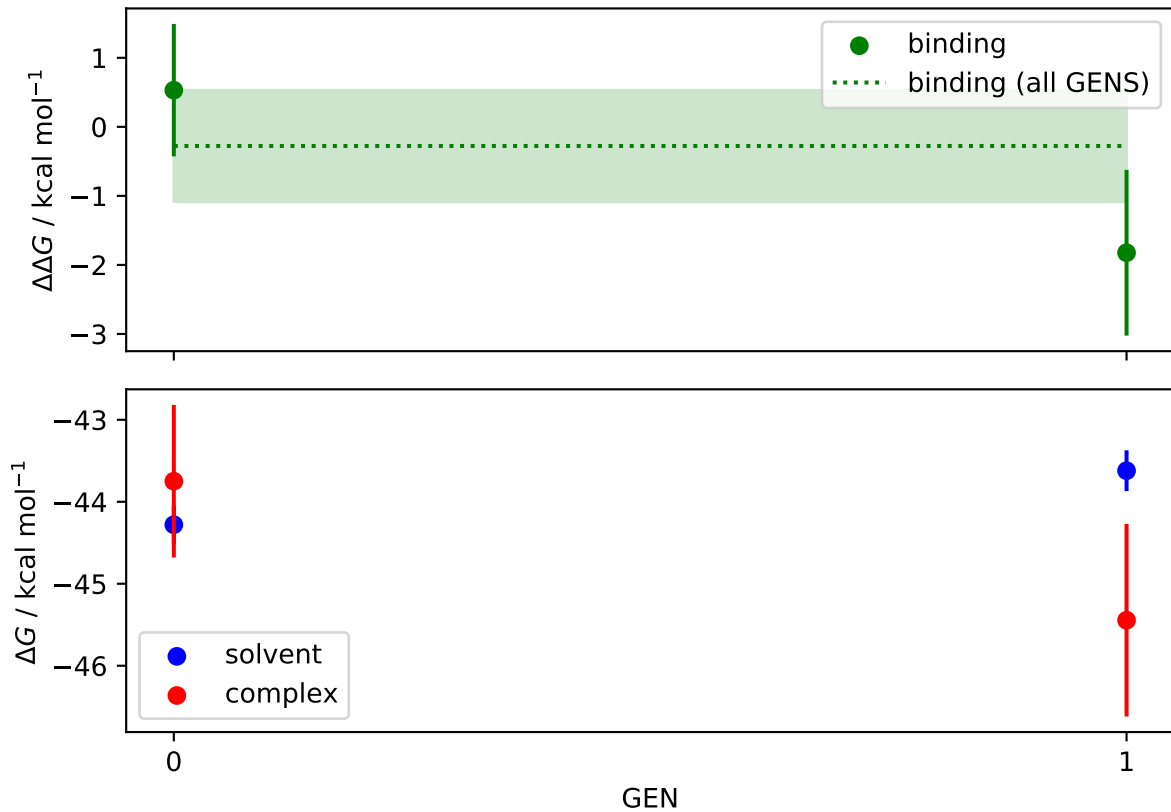 1
0
−1
−2
−3
ΔΔG / kcal mol⁻¹
binding
binding (all GENS)
−43
−44
−45
−46
ΔG / kcal mol⁻¹
solvent
complex
0
1
GEN